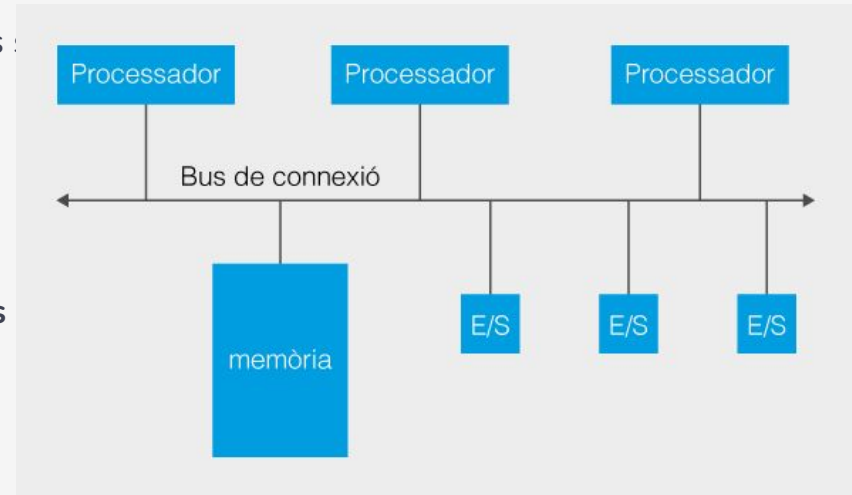 Processador
Processador
Processador
Bus de connexió
memòria
E/S
E/S
E/S